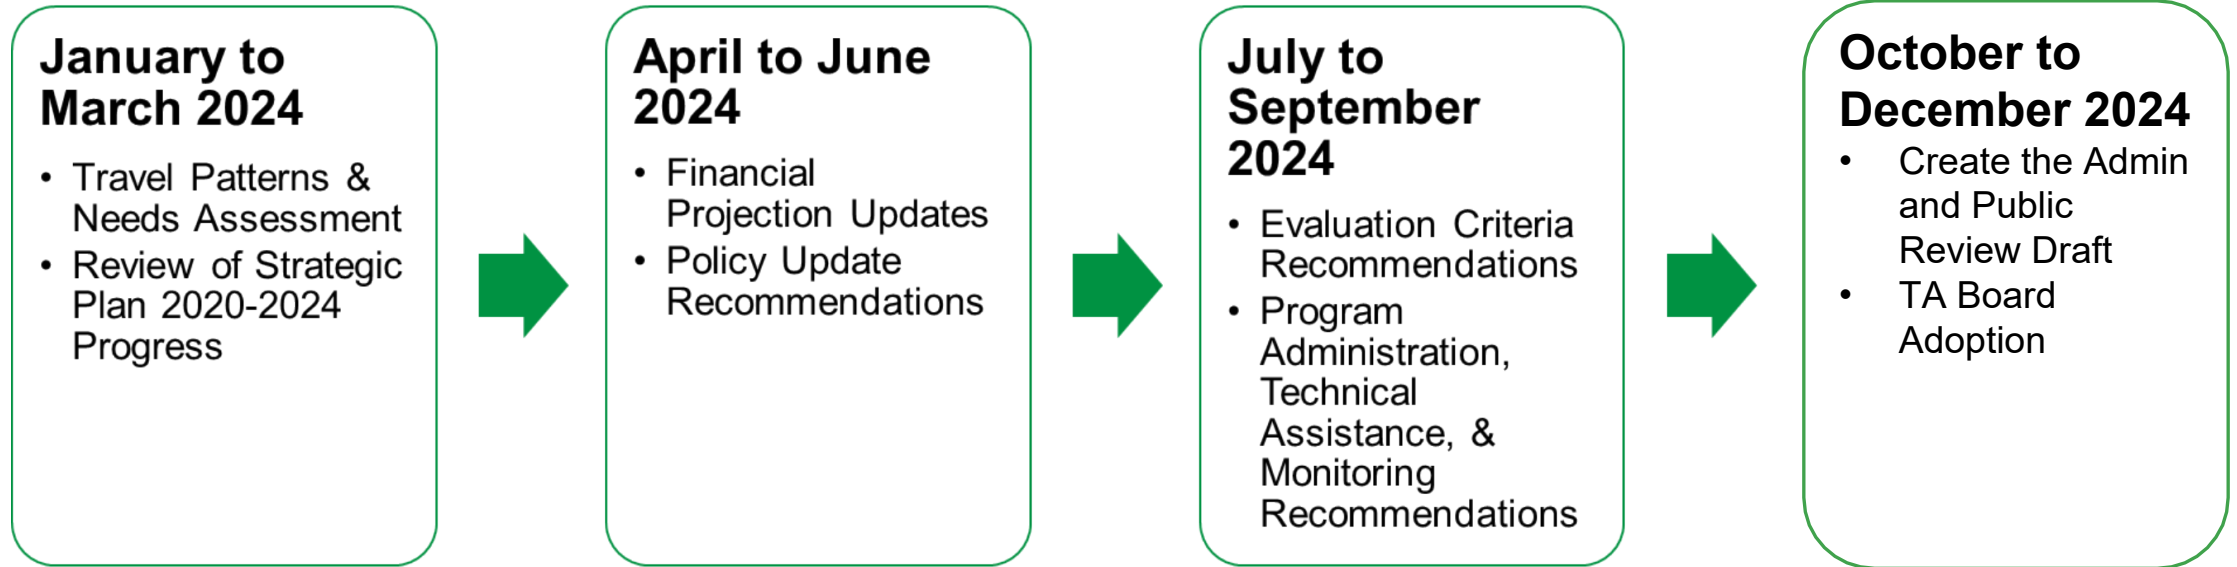 January to
March 2024
• Travel Patterns &
Needs Assessment
• Review of Strategic
Plan 2020-2024
Progress
April to June
2024
• Financial
Projection Updates
• Policy Update
Recommendations
July to
September
2024
• Evaluation Criteria
Recommendations
• Program
Administration,
Technical
Assistance, &
Monitoring
Recommendations
October to
December 2024
• Create the Admin
and Public
Review Draft
• TA Board
Adoption